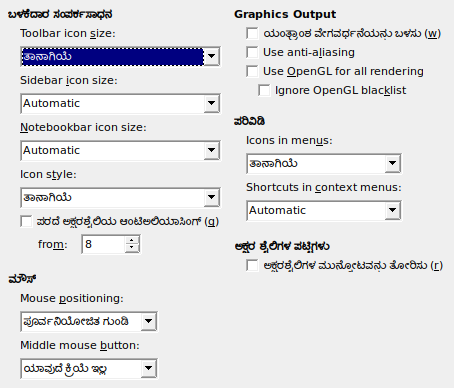 ಬಳಕೆದಾರ ಸಂಪರ್ಕಸಾಧನ
Toolbar icon size:
ತಾನಾಗಿಯೆ
Sidebar icon size:
Automatic
Notebookbar icon size:
Automatic
Icon style:
ತಾನಾಗಿಯೆ
ಪರದೆ ಅಕ್ಷರಶೈಲಿಯ ಆಂಟಿಅಲಿಯಾಸಿಂಗ್ (g)
from: 8
ಮೌಸ್
Mouse positioning:
ಪೂರ್ವನಿಯೋಜಿತ ಗುಂಡಿ
Middle mouse button:
ಯಾವುದೆ ಕ್ರಿಯೆ ಇಲ್ಲ
Graphics Output
ಯಂತ್ರಾಂಶ ವೇಗವರ್ಧನೆಯನ್ನು ಬಳಸು (w)
Use anti-aliasing
Use OpenGL for all rendering
Ignore OpenGL blacklist
ಪರಿವಿಡಿ
Icons in menus:
ತಾನಾಗಿಯೆ
Shortcuts in context menus:
Automatic
ಅಕ್ಷರ ಶೈಲಿಗಳ ಪಟ್ಟಿಗಳು
ಅಕ್ಷರಶೈಲಿಗಳ ಮುನ್ನೋಟವನ್ನು ತೋರಿಸು (r)